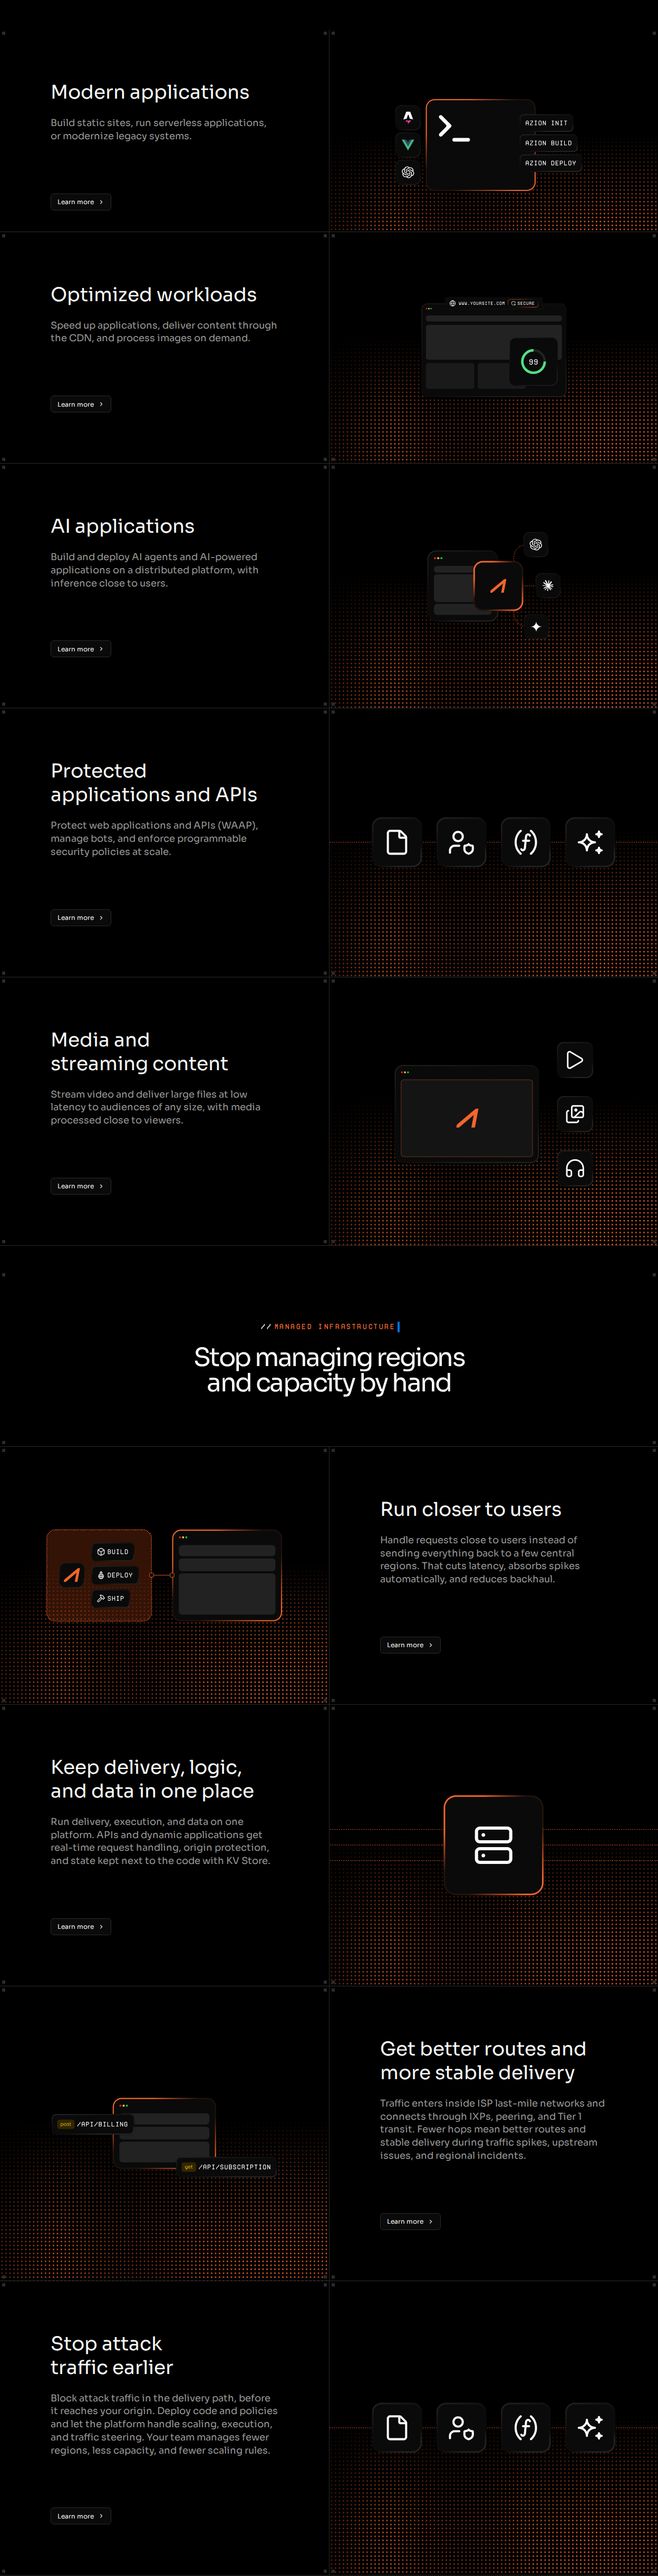 Modern applications
Build static sites, run serverless applications,
or modernize legacy systems.
Learn more
AZION INIT
AZION BUILD
AZION DEPLOY
Optimized workloads
Speed up applications, deliver content through
the CDN, and process images on demand.
Learn more
WWW.YOURSITE.COM
SECURE
99
AI applications
Build and deploy AI agents and AI-powered
applications on a distributed platform, with
inference close to users.
Learn more
Protected
applications and APIs
Protect web applications and APIs (WAAP),
manage bots, and enforce programmable
security policies at scale.
Learn more
Media and
streaming content
Stream video and deliver large files at low
latency to audiences of any size, with media
processed close to viewers.
Learn more
// MANAGED INFRASTRUCTURE
Stop managing regions
and capacity by hand
BUILD
DEPLOY
SHIP
Run closer to users
Handle requests close to users instead of
sending everything back to a few central
regions. That cuts latency, absorbs spikes
automatically, and reduces backhaul.
Learn more
Keep delivery, logic,
and data in one place
Run delivery, execution, and data on one
platform. APIs and dynamic applications get
real-time request handling, origin protection,
and state kept next to the code with KV Store.
Learn more
post /API/BILLING
get /API/SUBSCRIPTION
Get better routes and
more stable delivery
Traffic enters inside ISP last-mile networks and
connects through IXPs, peering, and Tier 1
transit. Fewer hops mean better routes and
stable delivery during traffic spikes, upstream
issues, and regional incidents.
Learn more
Stop attack
traffic earlier
Block attack traffic in the delivery path, before
it reaches your origin. Deploy code and policies
and let the platform handle scaling, execution,
and traffic steering. Your team manages fewer
regions, less capacity, and fewer scaling rules.
Learn more